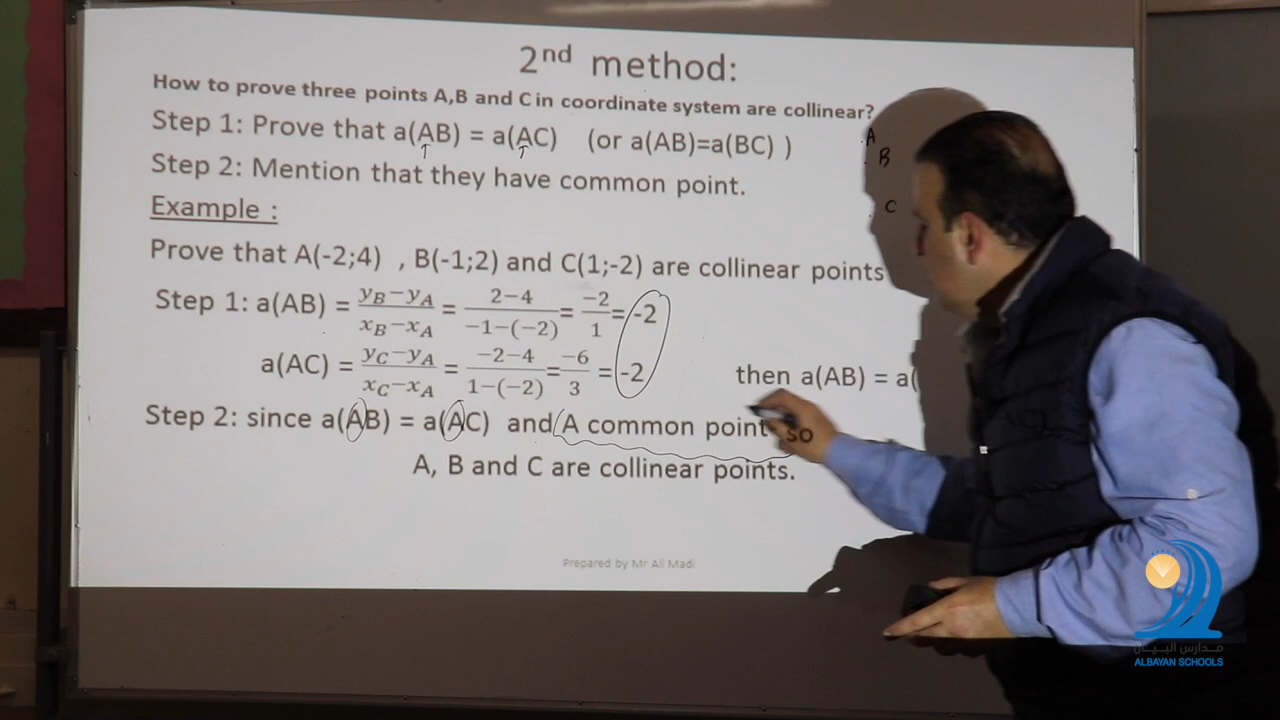 2nd method:
How to prove three points A,B and C in coordinate system are collinear?
Step 1: Prove that a(AB) = a(AC) (or a(AB)=a(BC) )
A
B
Step 2: Mention that they have common point.
C
Example :
Prove that A(-2;4) , B(-1;2) and C(1;-2) are collinear points
Step 1: a(AB) = yB−yA / xB−xA = 2−4 / −1−(−2) = −2 / 1 = -2
a(AC) = yC−yA / xC−xA = −2−4 / 1−(−2) = −6 / 3 = -2 then a(AB) = a(
Step 2: since a(AB) = a(AC) and A common point so
A, B and C are collinear points.
Prepared by Mr Ali Madi
مدارس البيان
ALBAYAN SCHOOLS